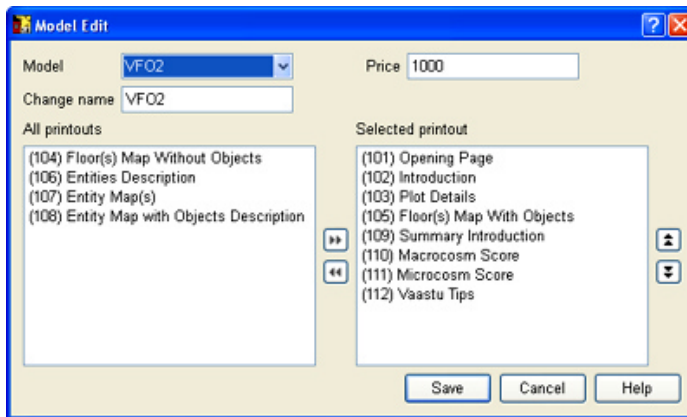 Model Edit
Model VFO2 Price 1000
Change name VFO2
All printouts
(104) Floor(s) Map Without Objects
(106) Entities Description
(107) Entity Map(s)
(108) Entity Map with Objects Description
Selected printout
(101) Opening Page
(102) Introduction
(103) Plot Details
(105) Floor(s) Map With Objects
(109) Summary Introduction
(110) Macrocosm Score
(111) Microcosm Score
(112) Vaastu Tips
Save Cancel Help